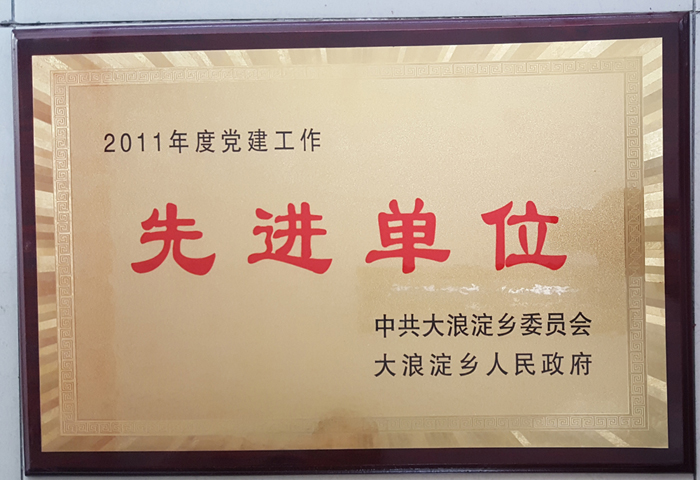 2011年度党建工作
先进单位
中共大浪淀乡委员会
大浪淀乡人民政府